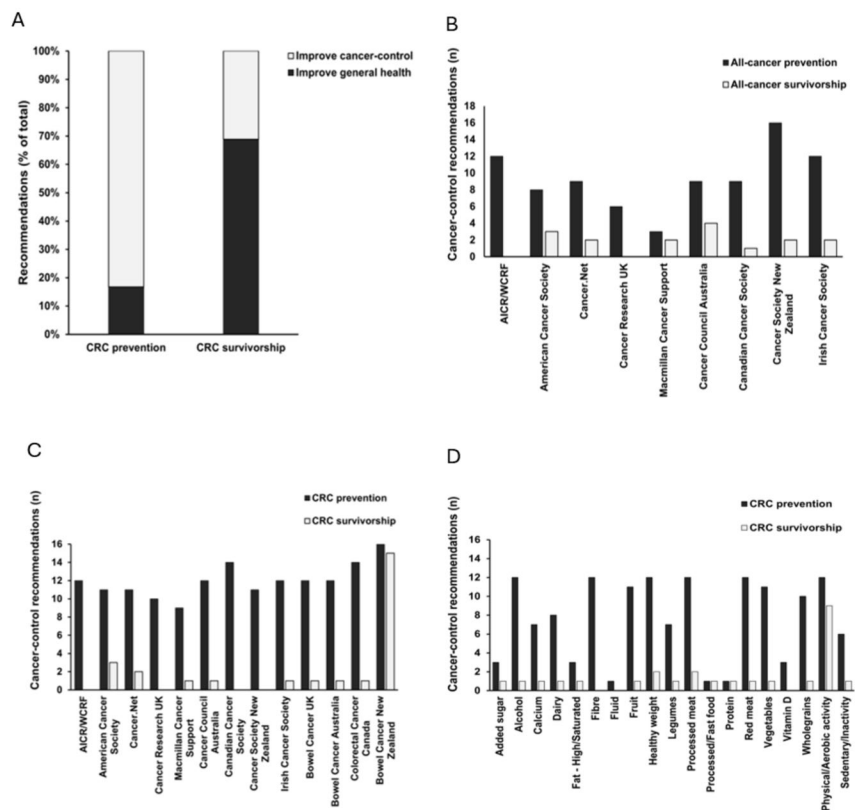 A
Improve cancer-control
Improve general health
Recommendations (% of total)
100%
90%
80%
70%
60%
50%
40%
30%
20%
10%
0%
CRC prevention
CRC survivorship
B
All-cancer prevention
All-cancer survivorship
Cancer-control recommendations (n)
18
16
14
12
10
8
6
4
2
0
AICR/WCRF
American Cancer Society
Cancer.Net
Cancer Research UK
Macmillan Cancer Support
Cancer Council Australia
Canadian Cancer Society
Cancer Society New
Zealand
Irish Cancer Society
C
CRC prevention
CRC survivorship
Cancer-control recommendations (n)
16
14
12
10
8
6
4
2
0
AICR/WCRF
American Cancer
Society
Cancer.Net
Cancer Research UK
Macmillan Cancer
Support
Cancer Council
Australia
Canadian Cancer
Society
Cancer Society New
Zealand
Irish Cancer Society
Bowel Cancer UK
Bowel Cancer Australia
Colorectal Cancer
Canada
Bowel Cancer New
Zealand
D
CRC prevention
CRC survivorship
Cancer-control recommendations (n)
16
14
12
10
8
6
4
2
0
Added sugar
Alcohol
Calcium
Dairy
Fat - High/Saturated
Fibre
Fluid
Fruit
Healthy weight
Legumes
Processed meat
Processed/Fast food
Protein
Red meat
Vegetables
Vitamin D
Wholegrains
Physical/Aerobic activity
Sedentary/Inactivity